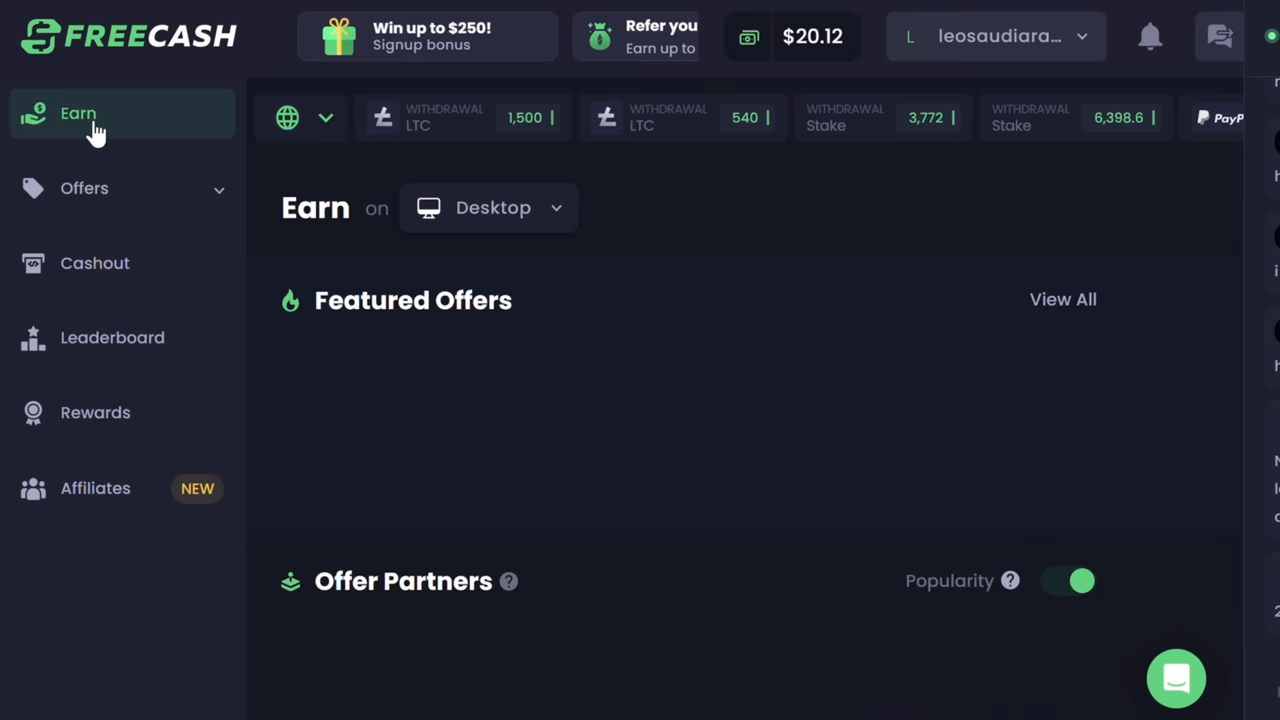 FREECASH
Win up to $250!
Signup bonus
Refer you
Earn up to
$20.12
L leosaudiara...
Earn
WITHDRAWAL
LTC
1,500
WITHDRAWAL
LTC
540
WITHDRAWAL
Stake
3,772
WITHDRAWAL
Stake
6,398.6
PayP
Offers
Earn on Desktop
Cashout
Featured Offers
View All
Leaderboard
Rewards
Affiliates NEW
Offer Partners ?
Popularity ?